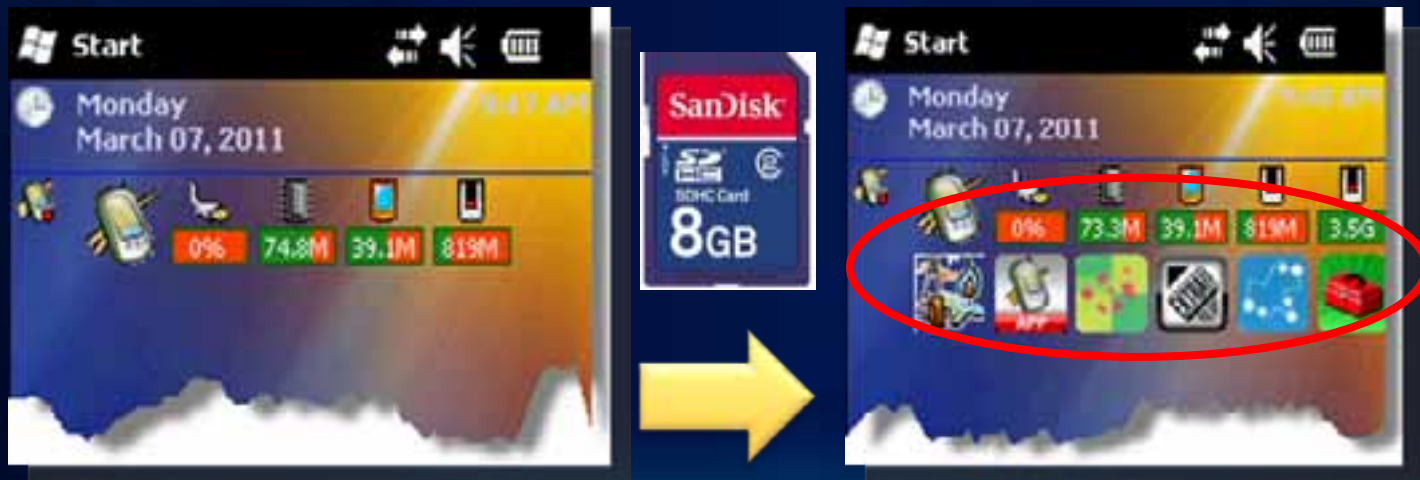 Start
Monday
March 07, 2011
0% 74.8M 39.1M 819M
SanDisk
SDHC Card
8GB
Start
Monday
March 07, 2011
0% 73.3M 39.1M 819M 3.5G
APP